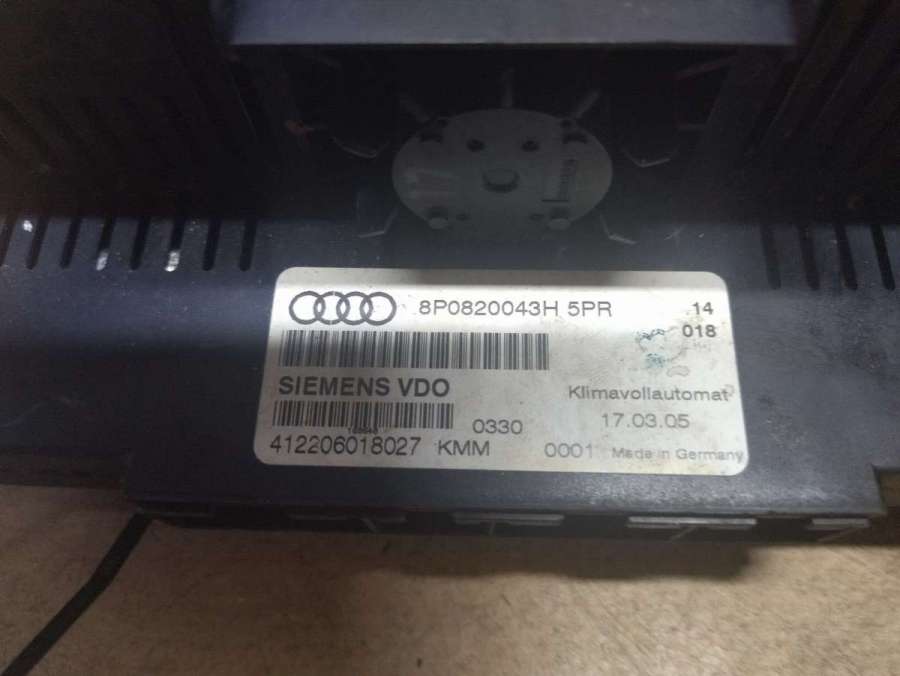 8P0820043H 5PR 14
018
SIEMENS VDO Klimavollautomat
0330 17.03.05
412206018027 KMM 0001 Made in Germany